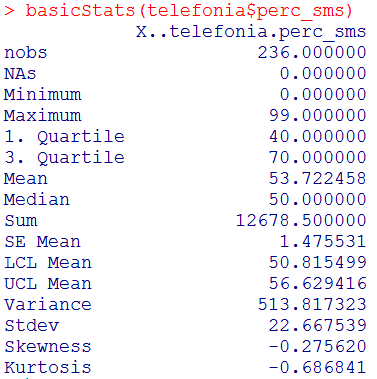 > basicStats(telefonia$perc_sms)
X..telefonia.perc_sms
nobs 236.000000
NAs 0.000000
Minimum 0.000000
Maximum 99.000000
1. Quartile 40.000000
3. Quartile 70.000000
Mean 53.722458
Median 50.000000
Sum 12678.500000
SE Mean 1.475531
LCL Mean 50.815499
UCL Mean 56.629416
Variance 513.817323
Stdev 22.667539
Skewness -0.275620
Kurtosis -0.686841